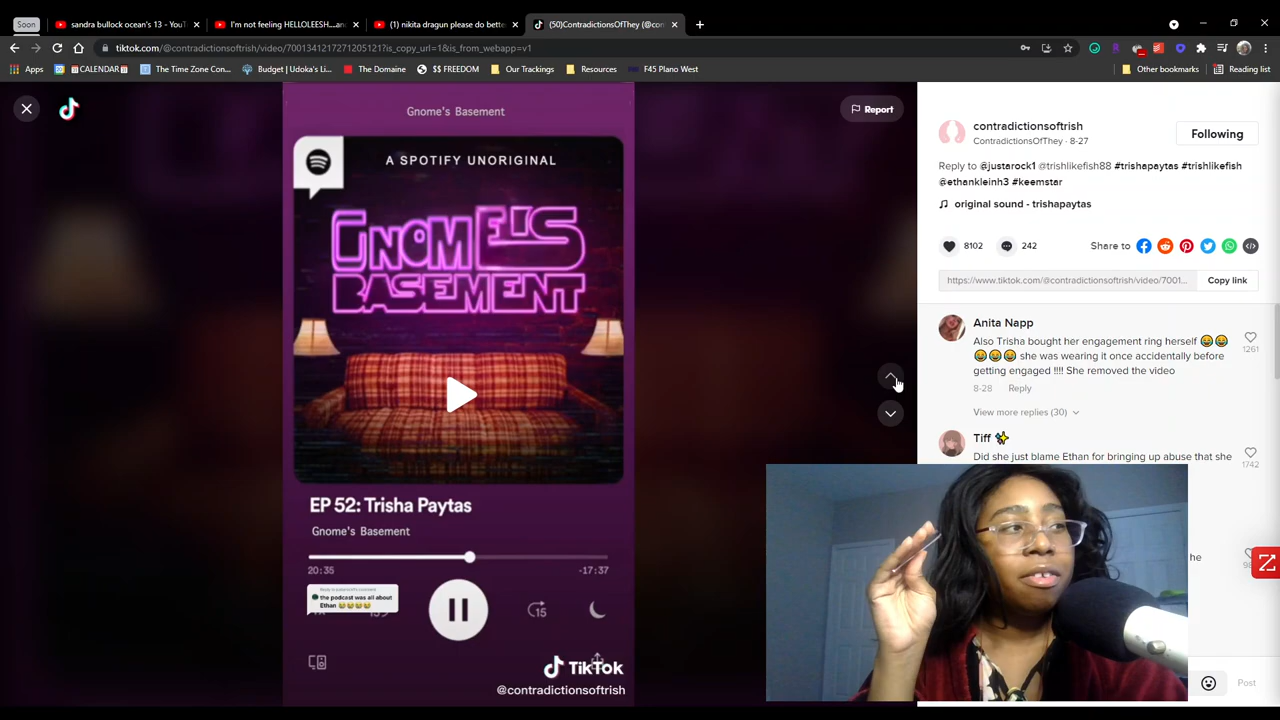 Soon
sandra bullock ocean's 13 - YouT
I'm not feeling HELLOLEESH...and
(1) nikita dragun please do better
(50)ContradictionsOfThey (@con
tiktok.com/@contradictionsoftrish/video/7001341217271205121?is_copy_url=1&is_from_webapp=v1
Apps
CALENDAR
The Time Zone Con...
Budget | Udoka's Li...
The Domaine
$$ FREEDOM
Our Trackings
Resources
F45 Plano West
Other bookmarks
Reading list
Gnome's Basement
Report
A SPOTIFY UNORIGINAL
GNOME'S
BASEMENT
EP 52: Trisha Paytas
Gnome's Basement
20:35
-17:37
the podcast was all about
Ethan
15
TikTok
@contradictionsoftrish
contradictionsoftrish
ContradictionsOfThey · 8-27
Following
Reply to @justarock1 @trishlikefish88 #trishapaytas #trishlikefish
@ethankleinh3 #keemstar
original sound - trishapaytas
8102
242
Share to
https://www.tiktok.com/@contradictionsoftrish/video/7001...
Copy link
Anita Napp
Also Trisha bought her engagement ring herself 😆😆
😆😆😆 she was wearing it once accidentally before
getting engaged !!!! She removed the video
1261
8-28
Reply
View more replies (30)
Tiff ✨
Did she just blame Ethan for bringing up abuse that she
1742
he
Post